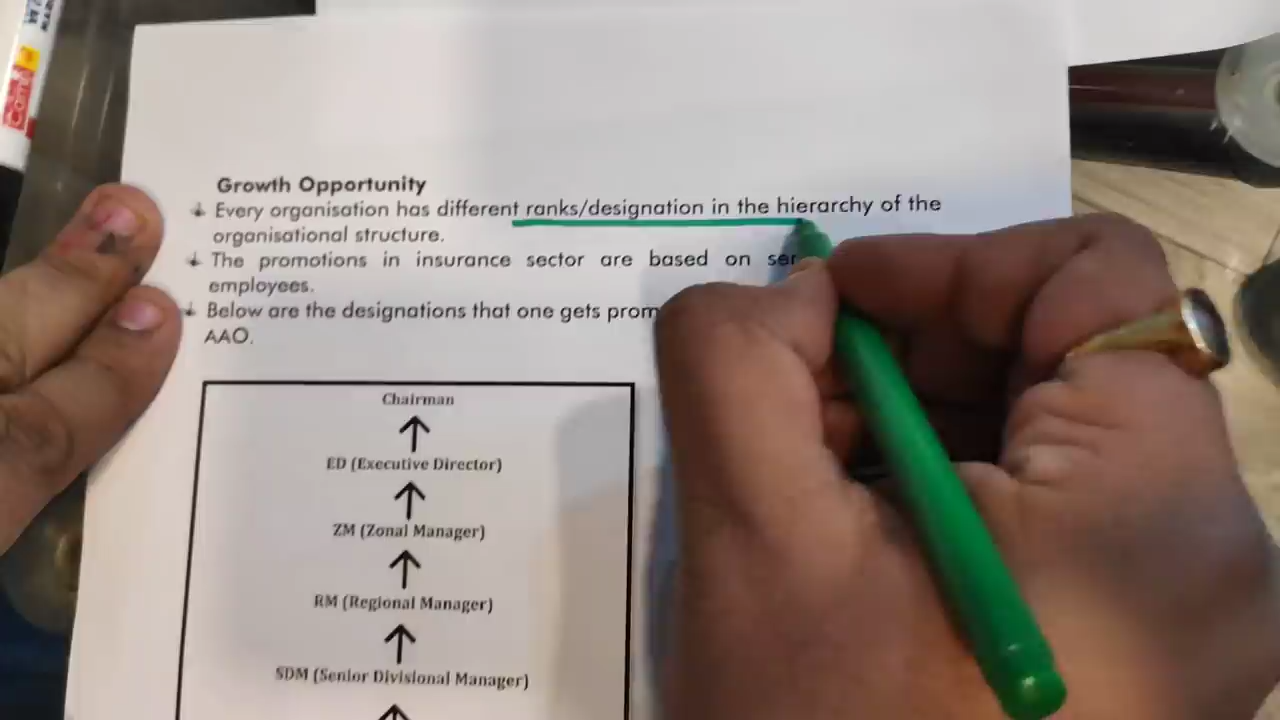 Growth Opportunity
Every organisation has different ranks/designation in the hierarchy of the
organisational structure.
The promotions in insurance sector are based on
employees.
Below are the designations that one gets
AAO.
Chairman
ED (Executive Director)
ZM (Zonal Manager)
RM (Regional Manager)
SDM (Senior Divisional Manager)